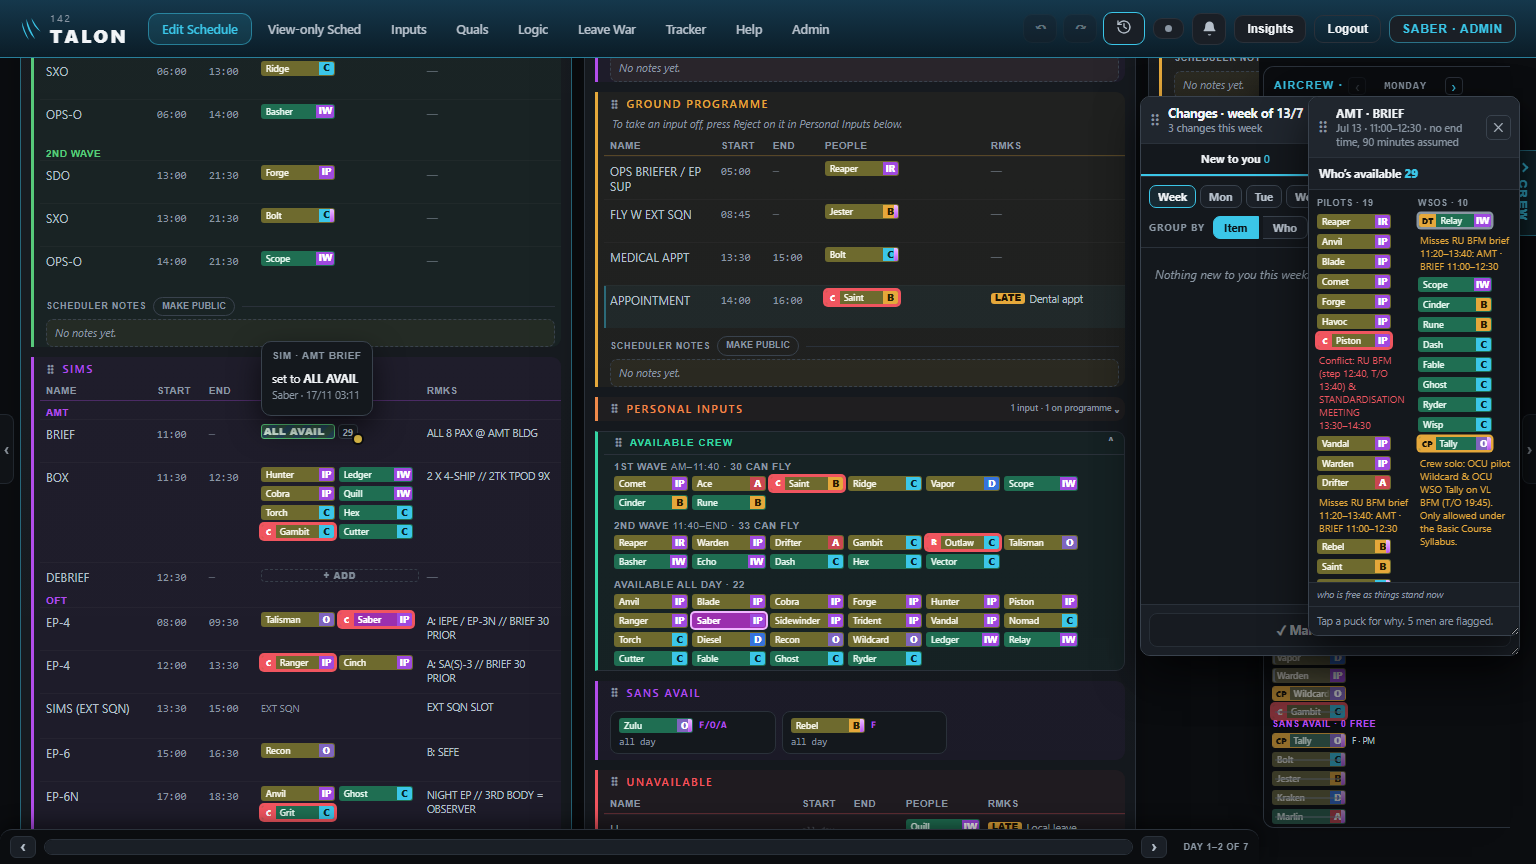 142
TALON
Edit Schedule
View-only Sched
Inputs
Quals
Logic
Leave War
Tracker
Help
Admin
Insights
Logout
SABER · ADMIN
SXO 06:00 13:00 Ridge C —
OPS-O 06:00 14:00 Basher IW —
2ND WAVE
SDO 13:00 21:30 Forge IP —
SXO 13:00 21:30 Bolt C —
OPS-O 14:00 21:30 Scope IW —
SCHEDULER NOTES MAKE PUBLIC
No notes yet.
SIM · AMT BRIEF
set to ALL AVAIL
Saber · 17/11 03:11
SIMS
NAME START END RMKS
AMT
BRIEF 11:00 — ALL AVAIL 29 ALL 8 PAX @ AMT BLDG
BOX 11:30 12:30 Hunter IP Ledger IW 2 X 4-SHIP // 2TK TPOD 9X
Cobra IP Quill IW
Torch C Hex C
C Gambit C Cutter C
DEBRIEF 12:30 — + ADD —
OFT
EP-4 08:00 09:30 Talisman O C Saber IP A: IEPE / EP-3N // BRIEF 30
PRIOR
EP-4 12:00 13:30 C Ranger IP Cinch IP A: SA(S)-3 // BRIEF 30
PRIOR
SIMS (EXT SQN) 13:30 15:00 EXT SQN EXT SQN SLOT
EP-6 15:00 16:30 Recon O B: SEFE
EP-6N 17:00 18:30 Anvil IP Ghost C NIGHT EP // 3RD BODY =
C Grit C OBSERVER
No notes yet.
GROUND PROGRAMME
To take an input off, press Reject on it in Personal Inputs below.
NAME START END PEOPLE RMKS
OPS BRIEFER / EP 05:00 — Reaper IR —
SUP
FLY W EXT SQN 08:45 — Jester B —
MEDICAL APPT 13:30 15:00 Bolt C —
APPOINTMENT 14:00 16:00 C Saint B LATE Dental appt
SCHEDULER NOTES MAKE PUBLIC
No notes yet.
PERSONAL INPUTS 1 input · 1 on programme
AVAILABLE CREW
1ST WAVE AM–11:40 · 30 CAN FLY
Comet IP Ace A C Saint B Ridge C Vapor D Scope IW
Cinder B Rune B
2ND WAVE 11:40–END · 33 CAN FLY
Reaper IR Warden IP Drifter A Gambit C R Outlaw C Talisman O
Basher IW Echo IW Dash C Hex C Vector C
AVAILABLE ALL DAY · 22
Anvil IP Blade IP Cobra IP Forge IP Hunter IP Piston IP
Ranger IP Saber IP Sidewinder IP Trident IP Vandal IP Nomad C
Torch C Diesel D Recon O Wildcard O Ledger IW Relay IW
Cutter C Fable C Ghost C Ryder C
SANS AVAIL
Zulu O F/O/A
all day
Rebel B F
all day
UNAVAILABLE
NAME START END PEOPLE RMKS
Quill IW LATE Local leave
No notes yet.
AIRCREW · MONDAY
CREW
Changes · week of 13/7
3 changes this week
New to you 0
Week Mon Tue
GROUP BY Item Who
Nothing new to you this week
AMT · BRIEF
Jul 13 · 11:00–12:30 · no end
time, 90 minutes assumed
Who's available 29
PILOTS · 19
Reaper IR
Anvil IP
Blade IP
Comet IP
Forge IP
Havoc IP
C Piston IP
Conflict: RU BFM
(step 12:40, T/O
13:40) &
STANDARDISATION
MEETING
13:30–14:30
Vandal IP
Warden IP
Drifter A
Misses RU BFM brief
11:20–13:40: AMT ·
BRIEF 11:00–12:30
Rebel B
Saint B
WSOS · 10
DT Relay IW
Misses RU BFM brief
11:20–13:40: AMT ·
BRIEF 11:00–12:30
Scope IW
Cinder B
Rune B
Dash C
Fable C
Ghost C
Ryder C
Wisp C
CP Tally O
Crew solo: OCU pilot
Wildcard & OCU
WSO Tally on VL
BFM (T/O 19:45).
Only allowed under
the Basic Course
Syllabus.
who is free as things stand now
Tap a puck for why. 5 men are flagged.
Vapor D
Warden IP
CP Wildcard O
C Gambit C
SANS AVAIL · 0 FREE
CP Tally O F · PM
Bolt C
Jester B
Kraken D
Marlin A
DAY 1–2 OF 7